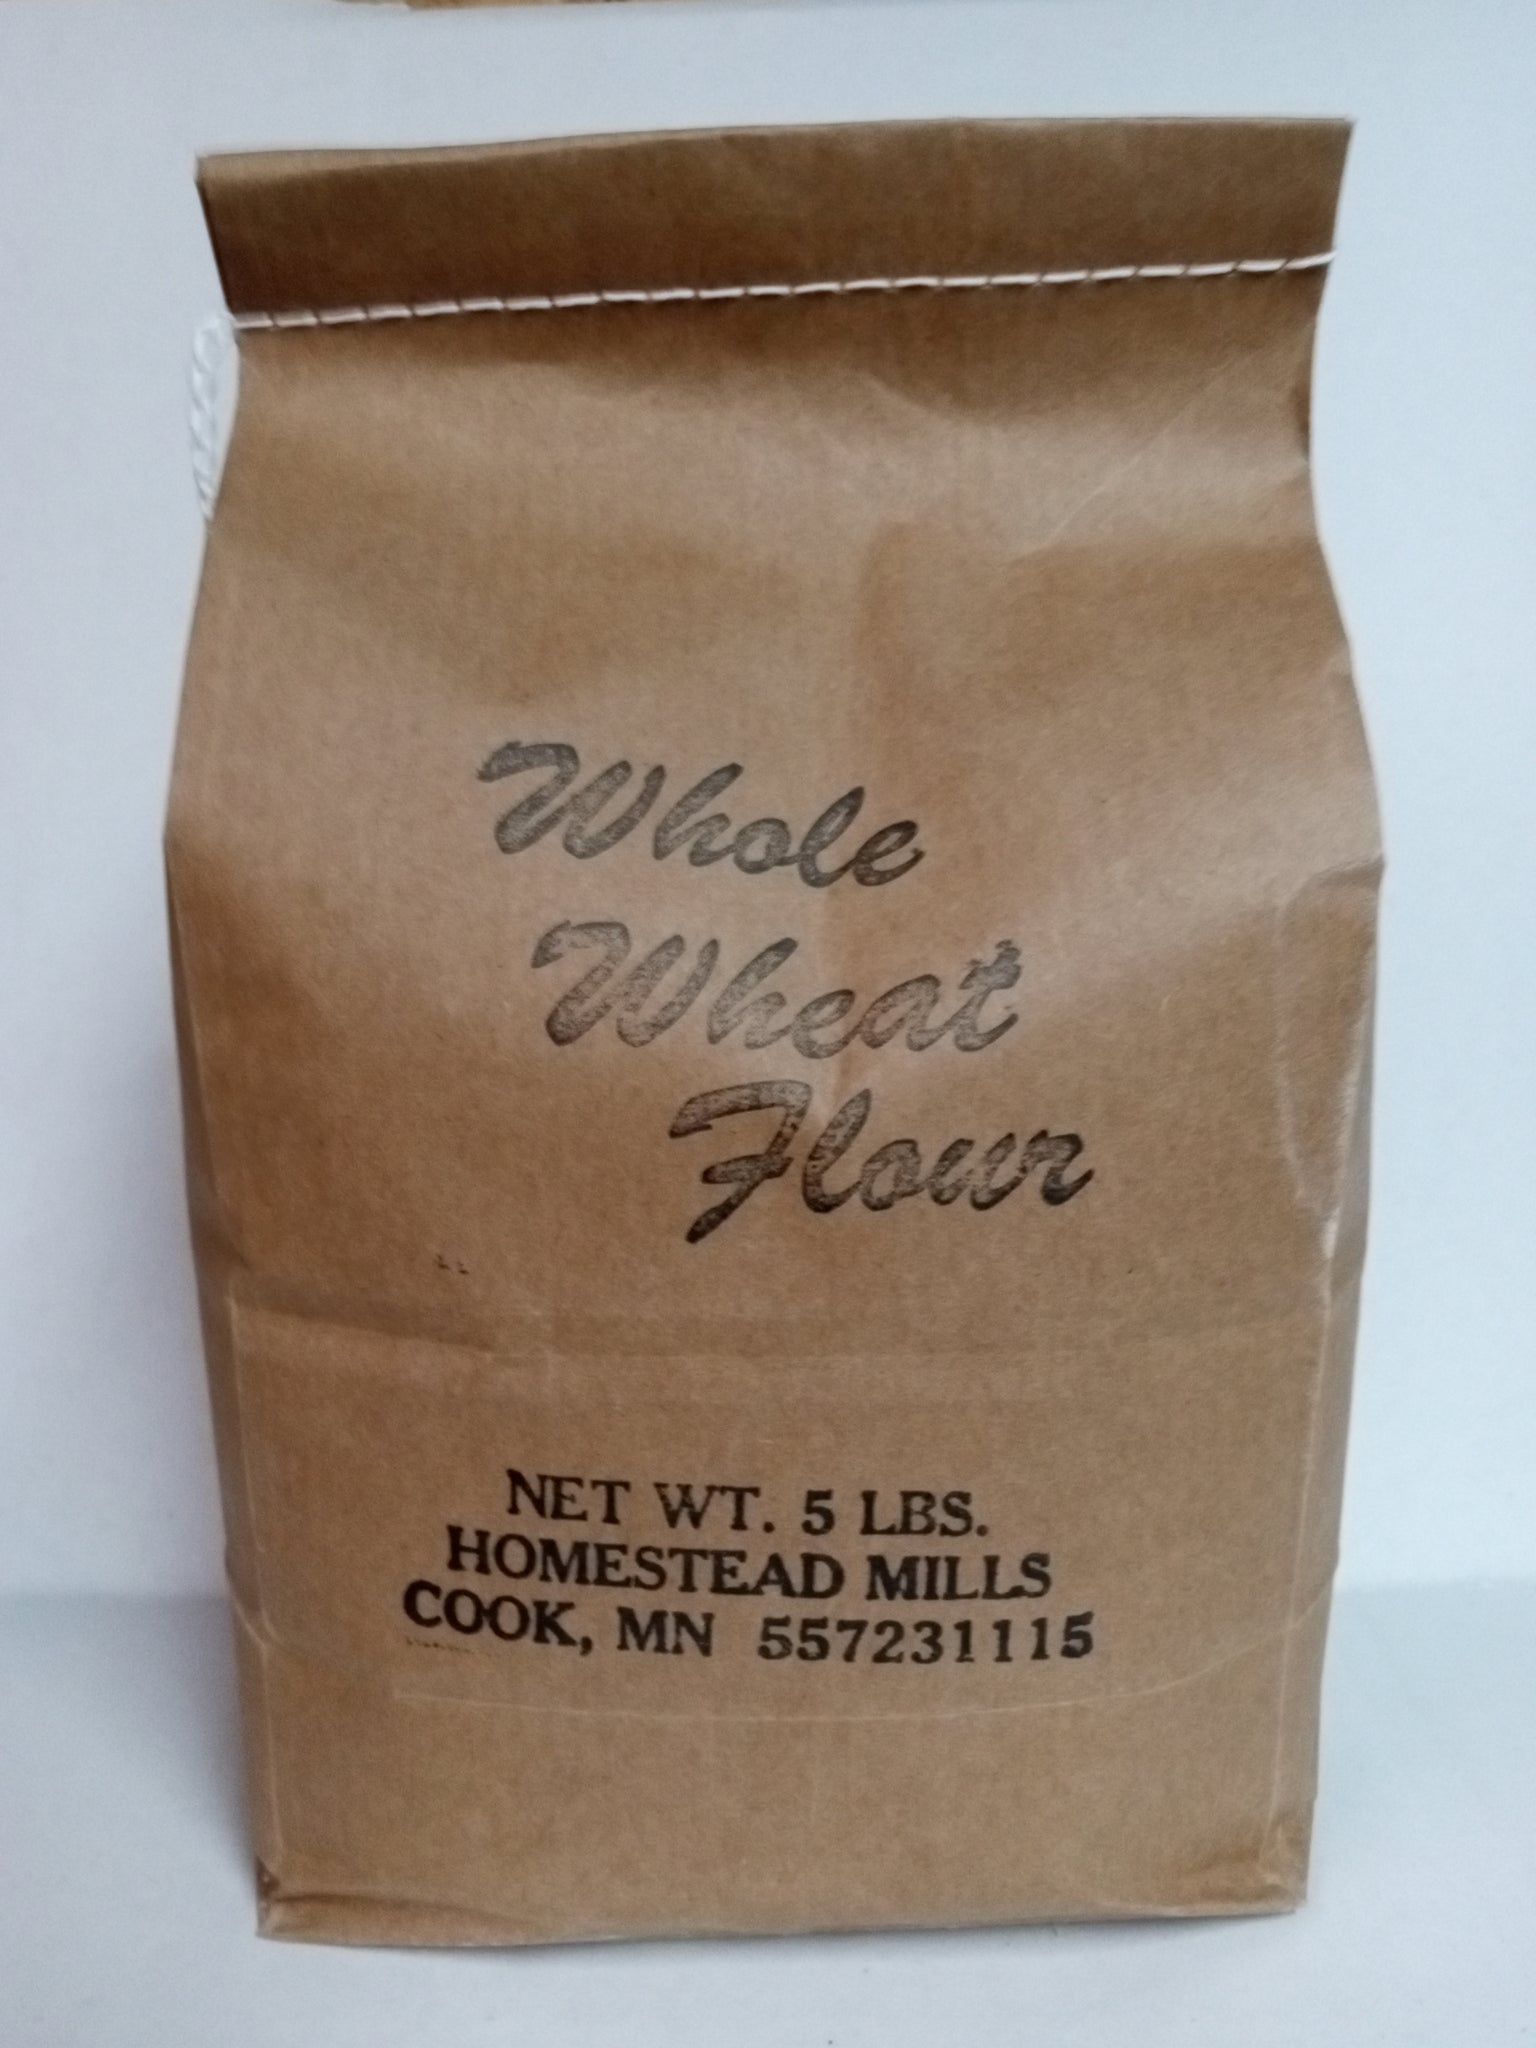 Whole
Wheat
Flour
NET WT. 5 LBS.
HOMESTEAD MILLS
COOK, MN 557231115